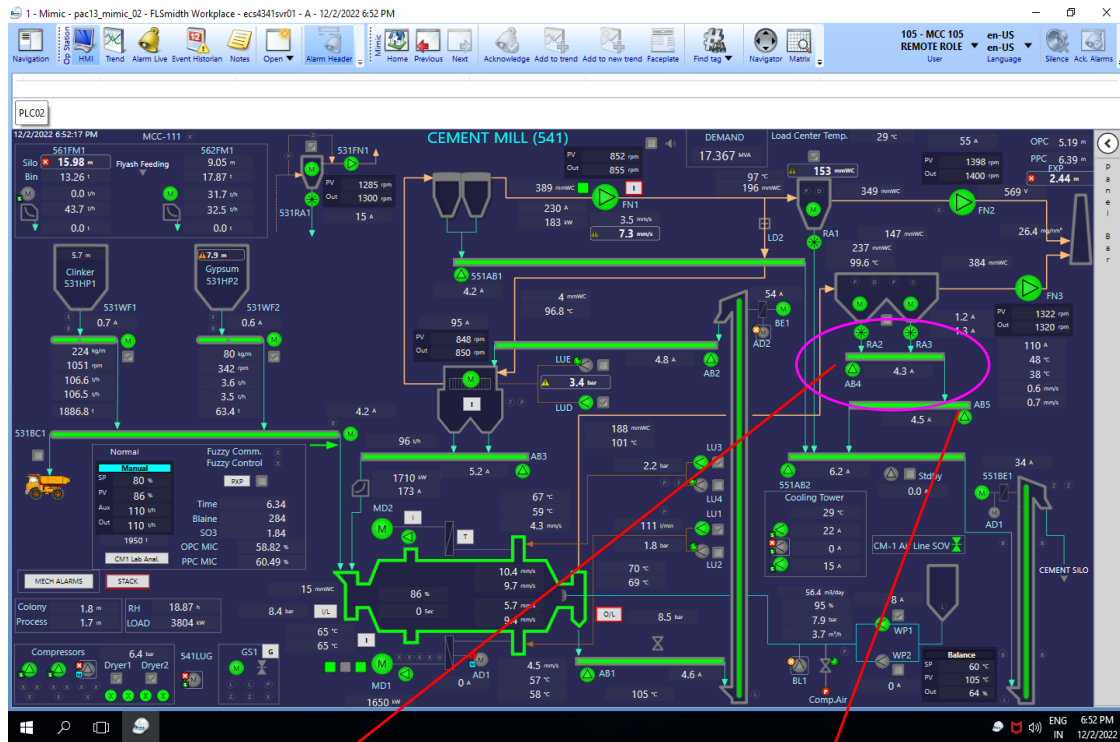 1 - Mimic - pac13_mimic_02 - FLSmidth Workplace - ecs4341svr01 - A - 12/2/2022 6:52 PM
Navigation
Op Station
HMI Trend Alarm Live Event Historian Notes Open Alarm Header
Mimic
Home Previous Next Acknowledge Add to trend Add to new trend Faceplate Find tag Navigator Matrix
105 - MCC 105
REMOTE ROLE
User
en-US
en-US
Language
Silence Ack. Alarms
PLC02
Panel Bar
12/2/2022 6:52:17 PM
MCC-111
CEMENT MILL (541)
561FM1
Silo 15.98 m
Bin 13.26 t
0.0 t/h
43.7 t/h
0.0 t
Flyash Feeding
562FM1
9.05 m
17.87 t
31.7 t/h
32.5 t/h
0.0 t
531FN1
PV 1285 rpm
Out 1300 rpm
531RA1
15 A
PV 852 rpm
Out 855 rpm
DEMAND
17.367 MVA
Load Center Temp. 29 °C
55 A
OPC 5.19 m
PPC 6.39 m
EXP
2.44 m
389 mmWC
I
FN1
230 A
183 kW
3.5 mm/s
7.3 mm/s
97 °C
196 mmWC
LD2
153 mmWC
RA1
349 mmWC
PV 1398 rpm
Out 1400 rpm
569 V
FN2
26.4 mg/nm³
147 mmWC
237 mmWC
99.6 °C
384 mmWC
FN3
PV 1322 rpm
Out 1320 rpm
110 A
48 °C
38 °C
0.6 mm/s
0.7 mm/s
5.7 m
Clinker
531HP1
7.9 m
Gypsum
531HP2
531WF1
0.7 A
531WF2
0.6 A
224 kg/m
1051 rpm
106.6 t/h
106.5 t/h
1886.8 t
80 kg/m
342 rpm
3.6 t/h
3.5 t/h
63.4 t
551AB1
4.2 A
4 mmWC
96.8 °C
95 A
PV 848 rpm
Out 850 rpm
M
I
LUE
LUD
3.4 bar
4.8 A
AB2
54 A
BE1
AD2
1.2 A
1.3 A
RA2
RA3
AB4
4.3 A
AB5
4.5 A
531BC1
4.2 A
96 t/h
AB3
5.2 A
188 mmWC
101 °C
2.2 bar
LU3
LU4
LU1
LU2
111 l/min
1.8 bar
70 °C
69 °C
551AB2
6.2 A
Stdby
0.0 A
551BE1
34 A
AD1
CEMENT SILO
Cooling Tower
29 °C
22 A
0 A
15 A
CM-1 Air Line SOV
Normal
Manual
SP 80 %
PV 86 %
Aux 110 t/h
Out 110 t/h
1950 t
CM1 Lab Anal.
Fuzzy Comm.
Fuzzy Control
PXP
Time 6.34
Blaine 284
SO3 1.84
OPC MIC 58.82 %
PPC MIC 60.49 %
1710 kW
173 A
MD2
I
T
67 °C
59 °C
4.3 mm/s
MECH ALARMS
STACK
15 mmWC
8.4 bar
I/L
65 °C
65 °C
I
86 %
0 Sec
10.4 mm/s
9.7 mm/s
5.7 mm/s
9.4 mm/s
O/L
8.5 bar
Colony 1.8 m
Process 1.7 m
RH 18.87 h
LOAD 3804 kW
Compressors
6.4 bar
Dryer1 Dryer2
541LUG
GS1 G
MD1
1650 kW
AD1
0 A
4.5 mm/s
57 °C
58 °C
AB1
4.6 A
105 °C
56.4 m3/day
95 %
7.9 bar
3.7 m³/h
8 A
WP1
WP2
0 A
BL1
Comp.Air
Balance
SP 60 °C
PV 105 °C
Out 64 %
ENG
IN
6:52 PM
12/2/2022